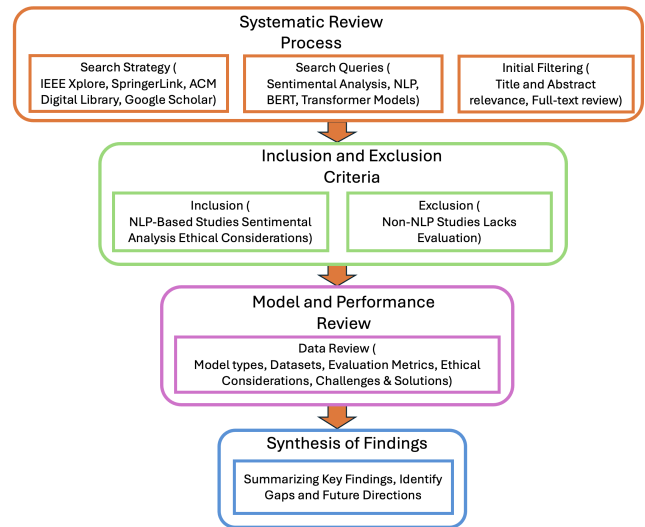 Systematic Review
Process
Search Strategy (
IEEE Xplore, SpringerLink, ACM
Digital Library, Google Scholar)
Search Queries (
Sentimental Analysis, NLP,
BERT, Transformer Models)
Initial Filtering (
Title and Abstract
relevance, Full-text review)
Inclusion and Exclusion
Criteria
Inclusion (
NLP-Based Studies Sentimental
Analysis Ethical Considerations)
Exclusion (
Non-NLP Studies Lacks
Evaluation)
Model and Performance
Review
Data Review (
Model types, Datasets, Evaluation Metrics, Ethical
Considerations, Challenges & Solutions)
Synthesis of Findings
Summarizing Key Findings, Identify
Gaps and Future Directions